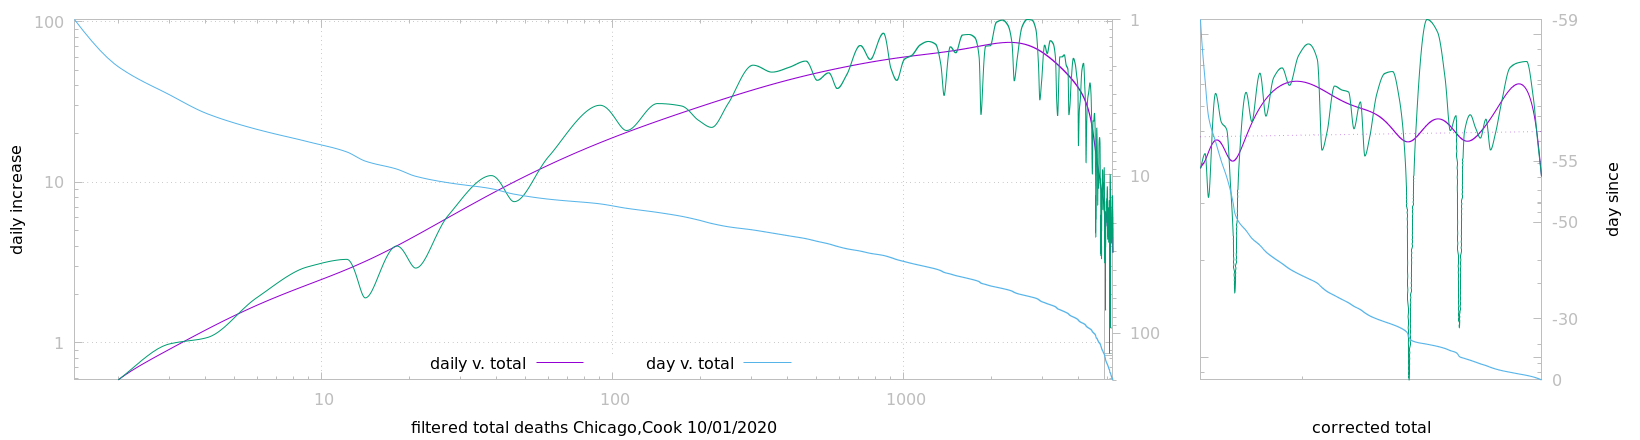 100
10
1
daily increase
10
100
1000
filtered total deaths Chicago,Cook 10/01/2020
daily v. total
day v. total
1
10
100
-59
-55
-50
-30
0
day since
corrected total